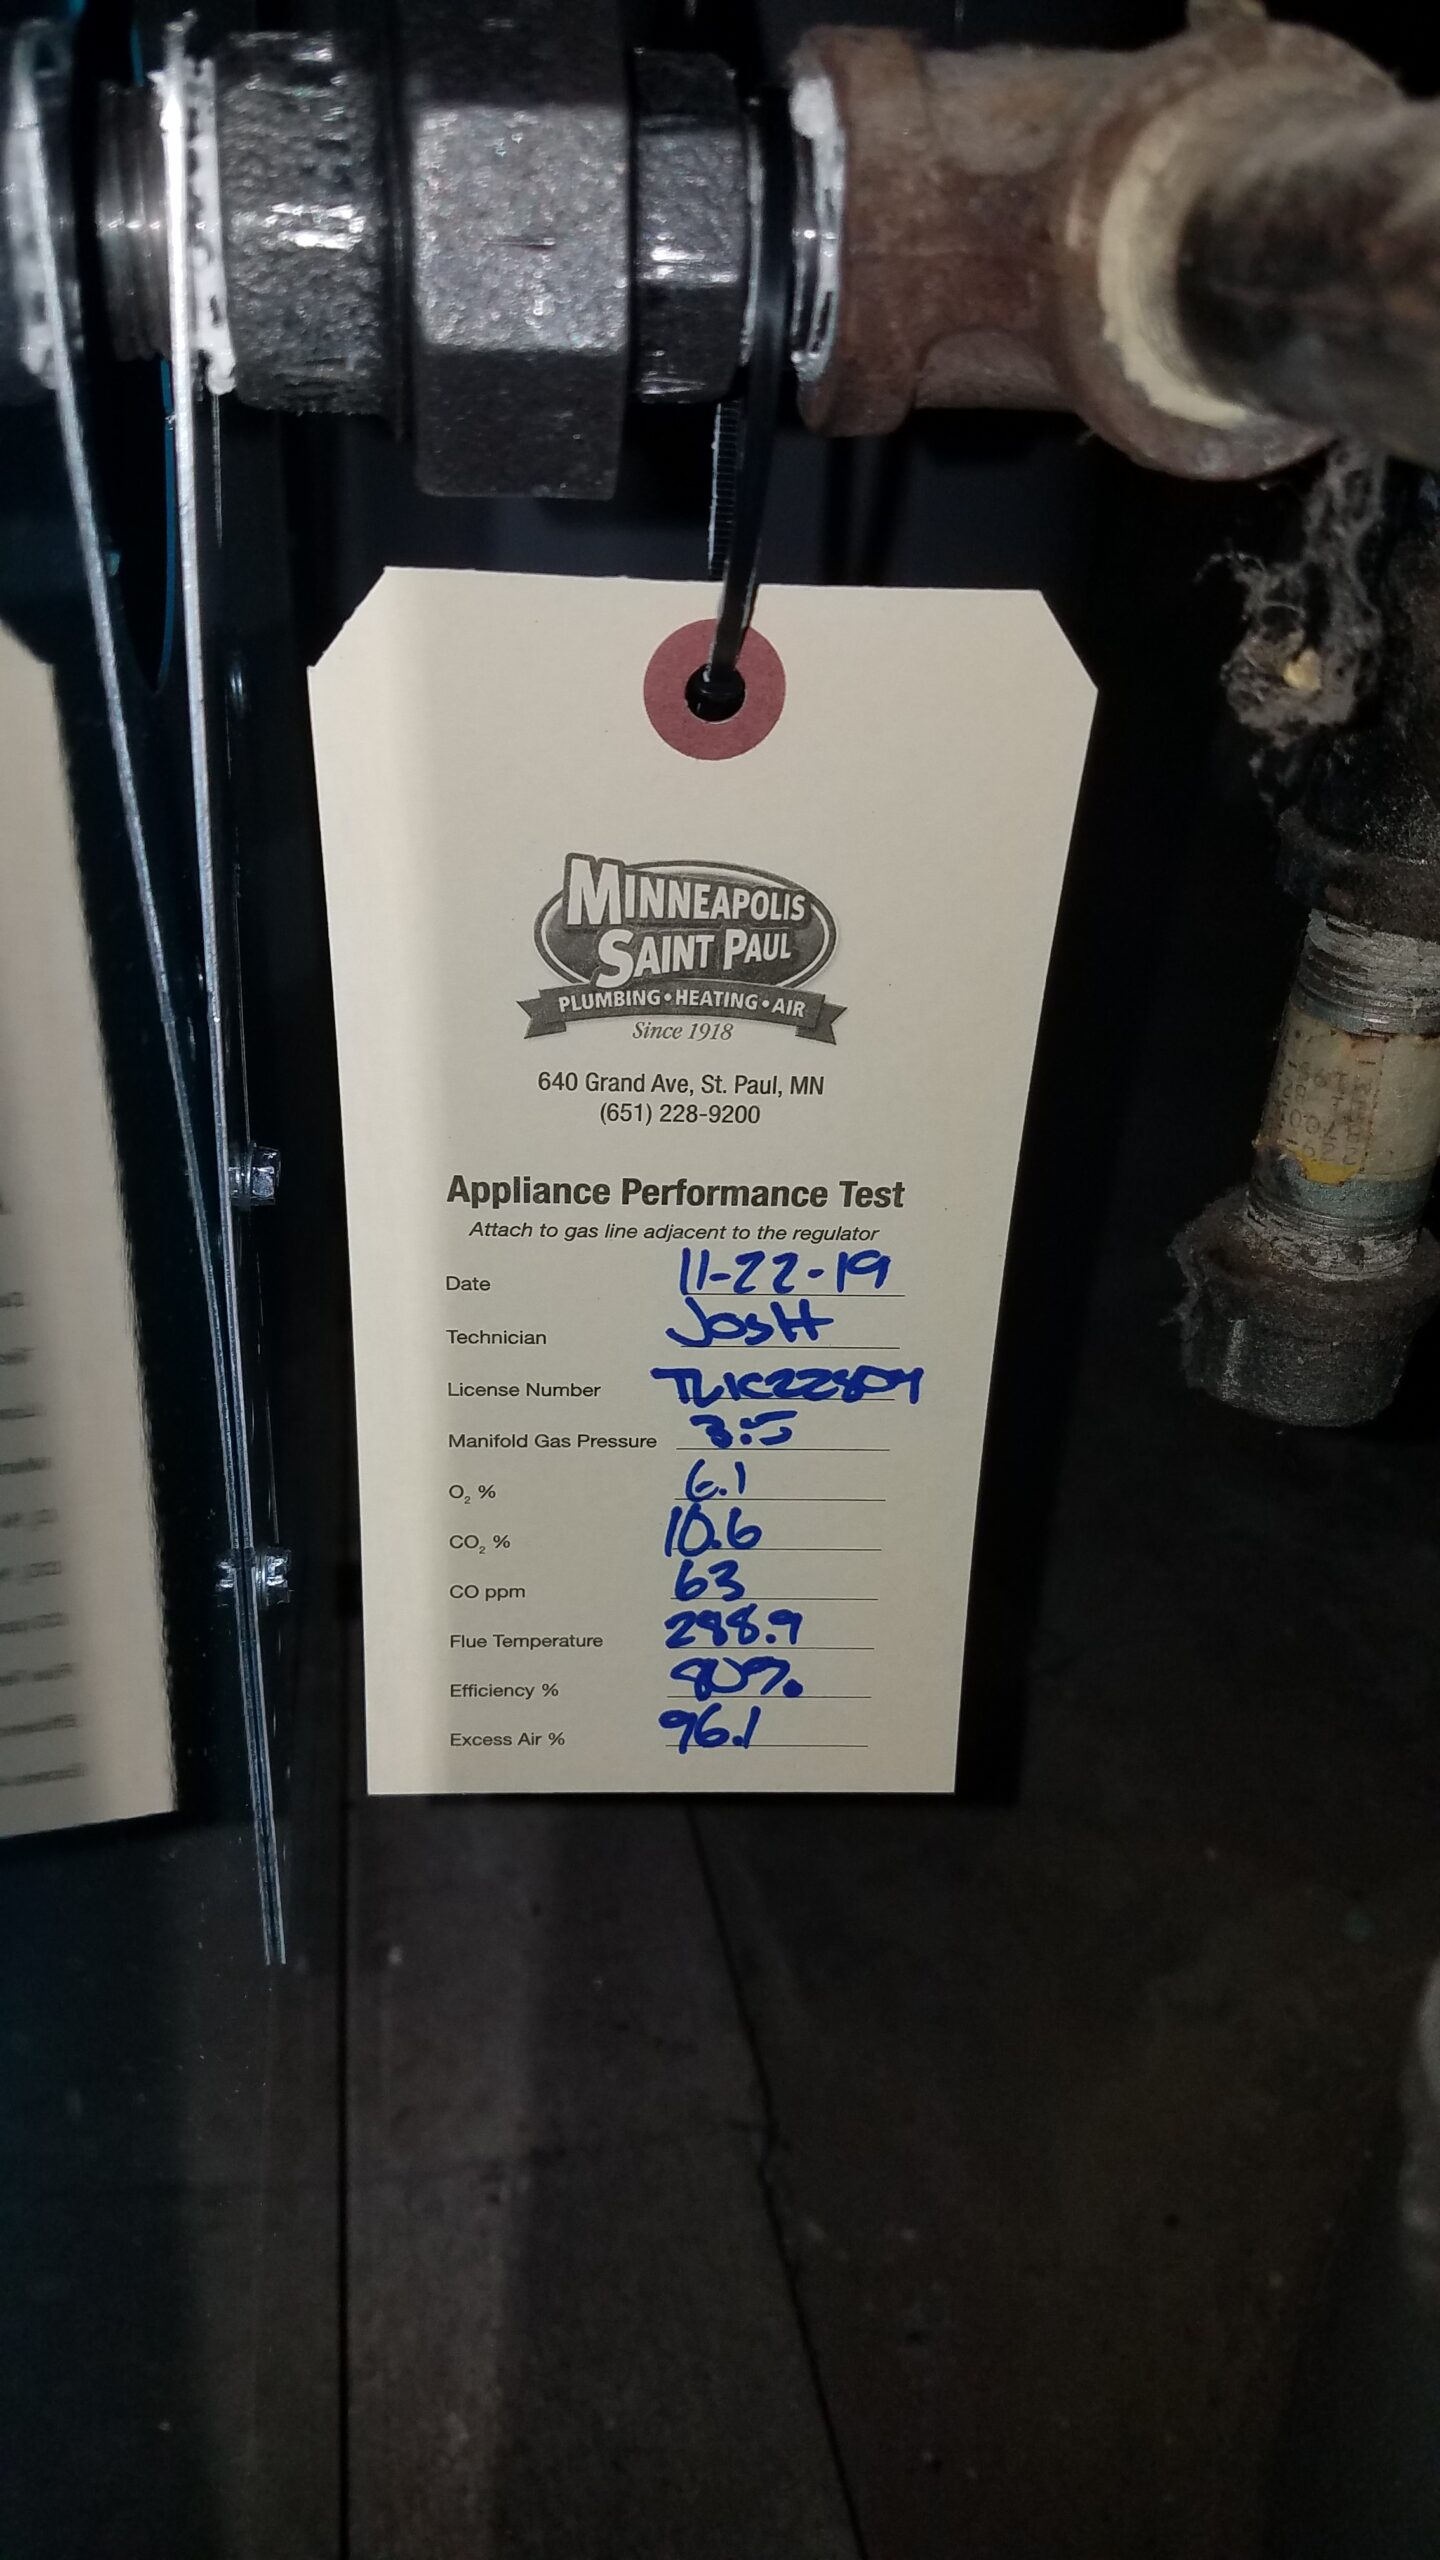 MINNEAPOLIS
SAINT PAUL
PLUMBING • HEATING • AIR
Since 1918
640 Grand Ave, St. Paul, MN
(651) 228-9200
Appliance Performance Test
Attach to gas line adjacent to the regulator
Date 11-22-19
Technician JosH
License Number
Manifold Gas Pressure 3.5
O₂ % 6.1
CO₂ % 10.6
CO ppm 63
Flue Temperature 288.9
Efficiency % 80%
Excess Air % 96.1